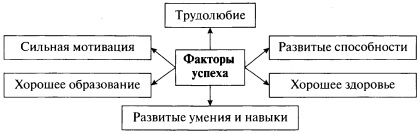 Трудолюбие
Сильная мотивация
Развитые способности
Факторы
успеха
Хорошее образование
Хорошее здоровье
Развитые умения и навыки